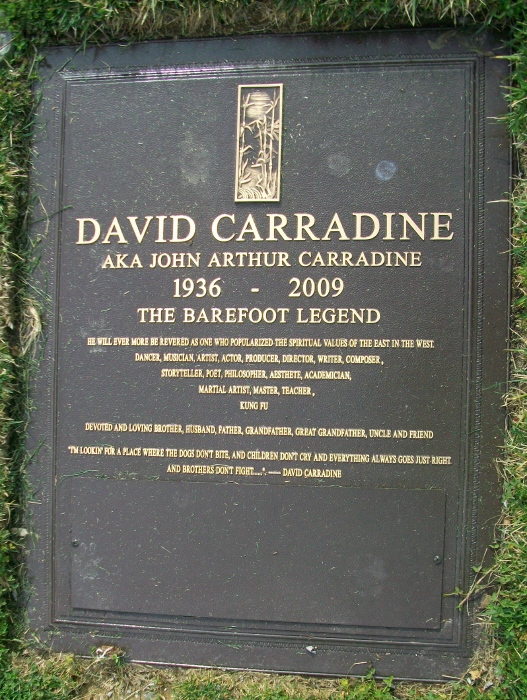 DAVID CARRADINE
AKA JOHN ARTHUR CARRADINE
1936 - 2009
THE BAREFOOT LEGEND
HE WILL EVER MORE BE REVERED AS ONE WHO POPULARIZED THE SPIRITUAL VALUES OF THE EAST IN THE WEST.
DANCER, MUSICIAN, ARTIST, ACTOR, PRODUCER, DIRECTOR, WRITER, COMPOSER,
STORYTELLER, POET, PHILOSOPHER, AESTHETE, ACADEMICIAN,
MARTIAL ARTIST, MASTER, TEACHER,
KUNG FU
DEVOTED AND LOVING BROTHER, HUSBAND, FATHER, GRANDFATHER, GREAT GRANDFATHER, UNCLE AND FRIEND
"I'M LOOKIN' FOR A PLACE WHERE THE DOGS DON'T BITE, AND CHILDREN DON'T CRY AND EVERYTHING ALWAYS GOES JUST RIGHT.
AND BROTHERS DON'T FIGHT....". —— DAVID CARRADINE